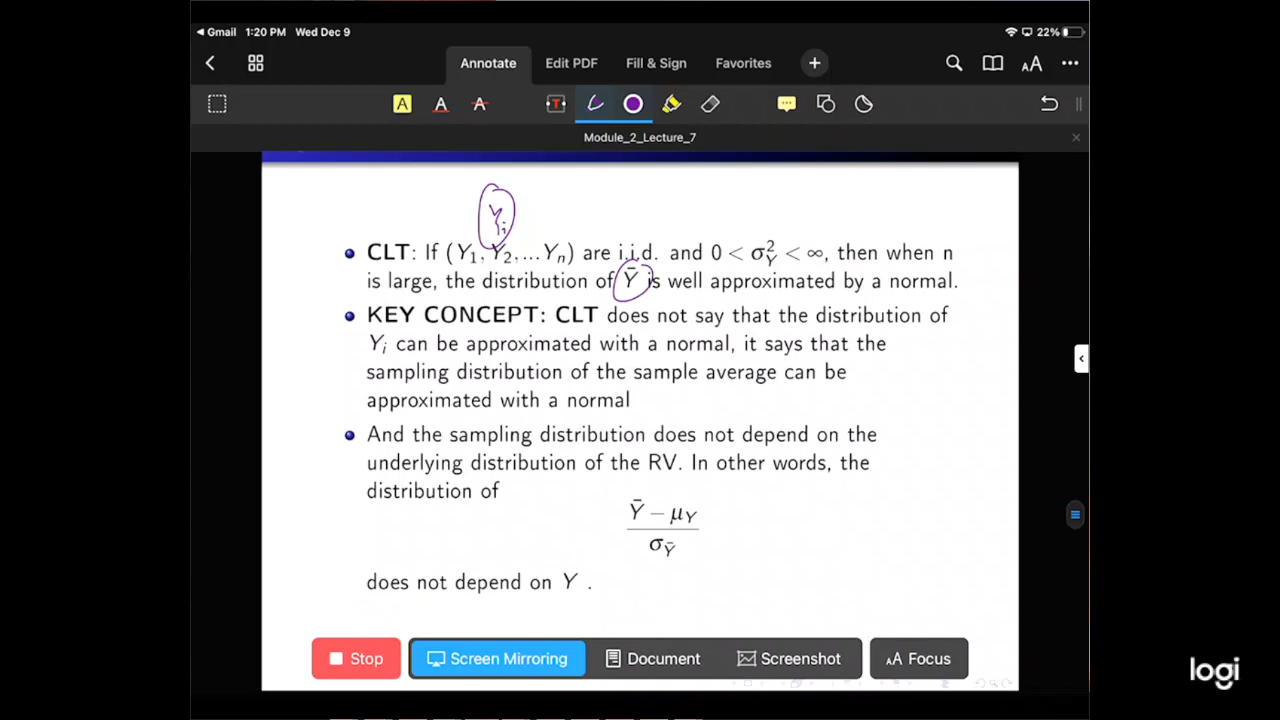 Gmail 1:20 PM Wed Dec 9 22%
Annotate Edit PDF Fill & Sign Favorites
AA
A A A T
Module_2_Lecture_7
Yi
CLT: If (Y₁, Y₂, ...Yₙ) are i.i.d. and 0 < σ²_Y < ∞, then when n
is large, the distribution of Ȳ is well approximated by a normal.
KEY CONCEPT: CLT does not say that the distribution of
Yᵢ can be approximated with a normal, it says that the
sampling distribution of the sample average can be
approximated with a normal
And the sampling distribution does not depend on the
underlying distribution of the RV. In other words, the
distribution of
Ȳ − μ_Y
σ_Ȳ
does not depend on Y .
Stop Screen Mirroring Document Screenshot AA Focus
logi